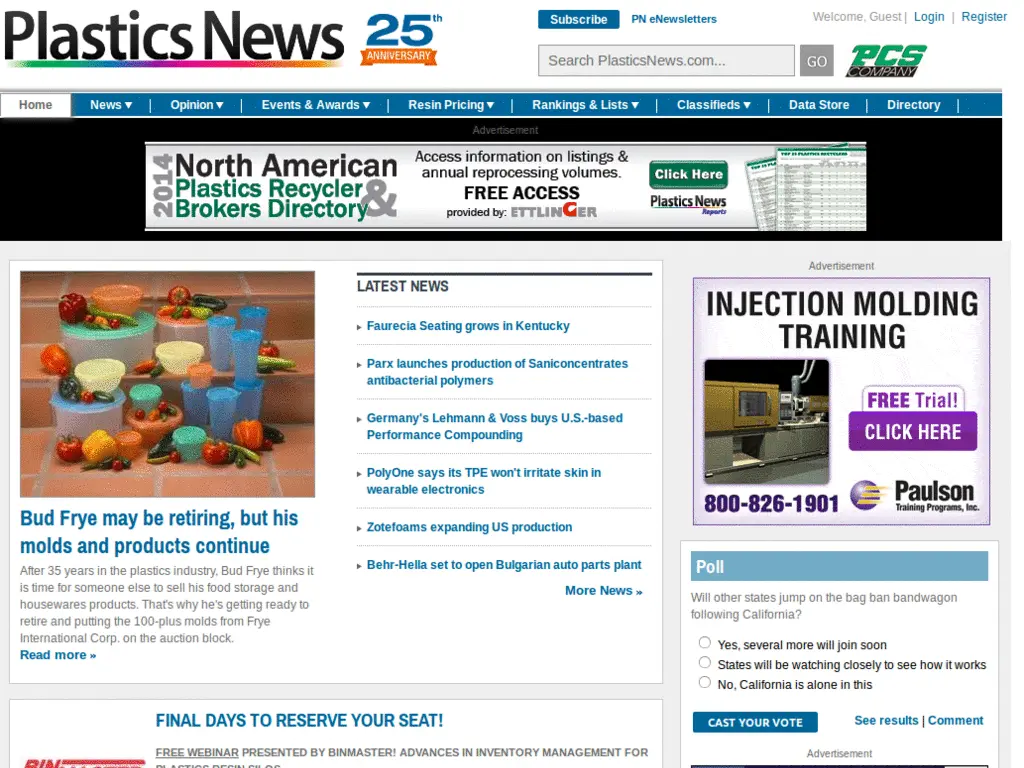 Plastics News
25th
ANNIVERSARY
Subscribe
PN eNewsletters
Welcome, Guest | Login | Register
Search PlasticsNews.com...
GO
PCS
COMPANY
Home
News
Opinion
Events & Awards
Resin Pricing
Rankings & Lists
Classifieds
Data Store
Directory
Advertisement
2014
North American
Plastics Recycler
& Brokers Directory
Access information on listings &
annual reprocessing volumes.
FREE ACCESS
provided by: ETTLINGER
Click Here
Plastics News
Reports
Bud Frye may be retiring, but his
molds and products continue
After 35 years in the plastics industry, Bud Frye thinks it
is time for someone else to sell his food storage and
housewares products. That's why he's getting ready to
retire and putting the 100-plus molds from Frye
International Corp. on the auction block.
Read more »
LATEST NEWS
Faurecia Seating grows in Kentucky
Parx launches production of Saniconcentrates
antibacterial polymers
Germany's Lehmann & Voss buys U.S.-based
Performance Compounding
PolyOne says its TPE won't irritate skin in
wearable electronics
Zotefoams expanding US production
Behr-Hella set to open Bulgarian auto parts plant
More News »
Advertisement
INJECTION MOLDING
TRAINING
FREE Trial!
CLICK HERE
800-826-1901
Paulson
Training Programs, Inc.
Poll
Will other states jump on the bag ban bandwagon
following California?
Yes, several more will join soon
States will be watching closely to see how it works
No, California is alone in this
CAST YOUR VOTE
See results | Comment
Advertisement
FINAL DAYS TO RESERVE YOUR SEAT!
FREE WEBINAR PRESENTED BY BINMASTER! ADVANCES IN INVENTORY MANAGEMENT FOR
PLASTICS RESIN SILOS
BINMASTER